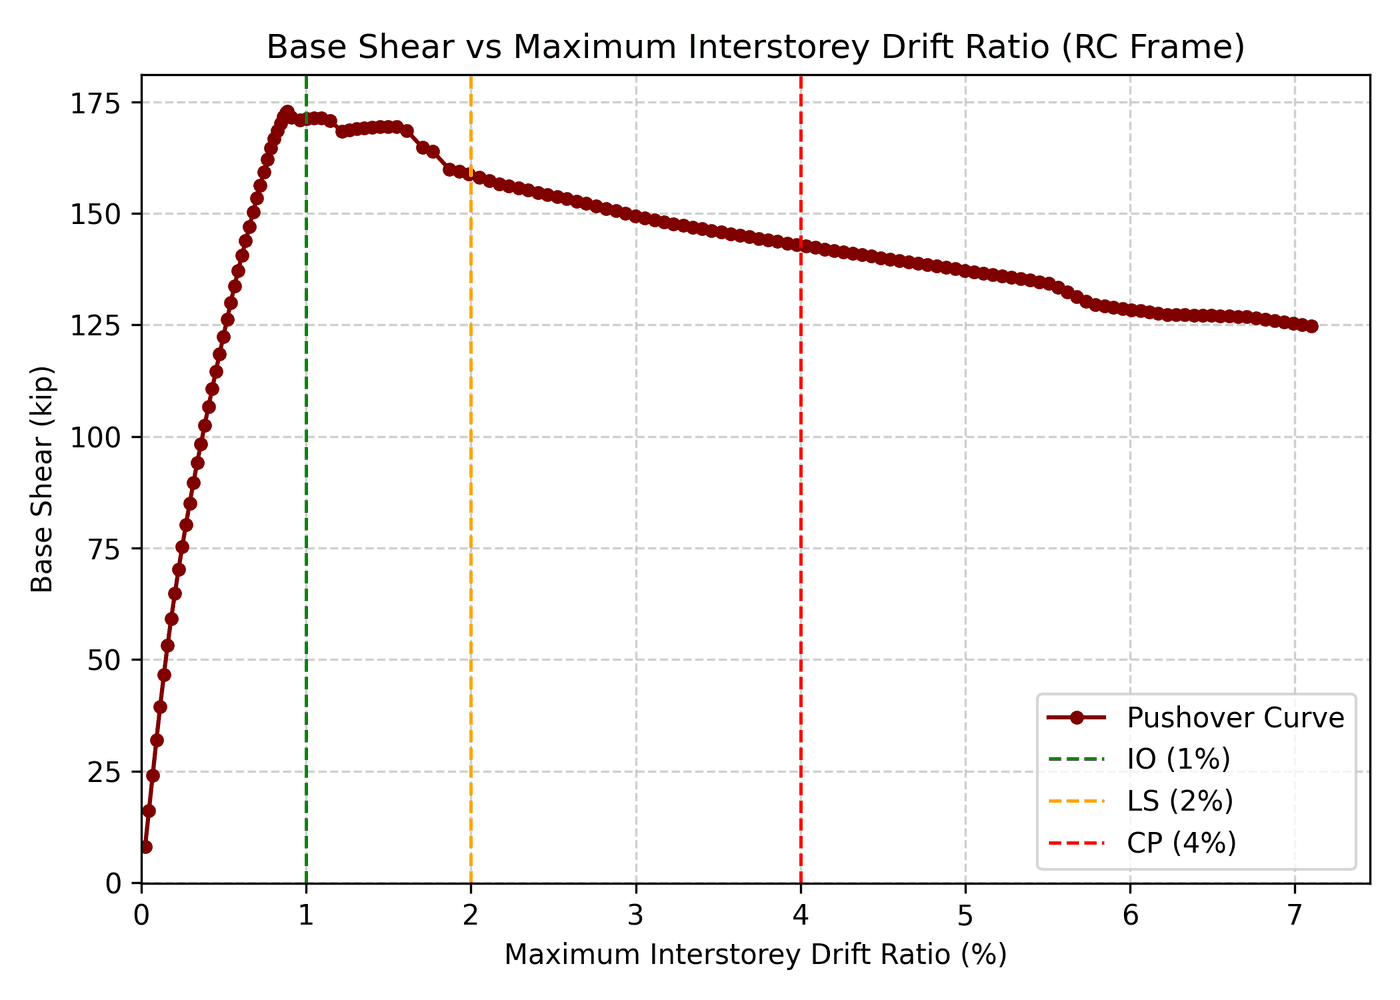 Base Shear vs Maximum Interstorey Drift Ratio (RC Frame)
175
150
125
100
75
50
25
0
Base Shear (kip)
0 1 2 3 4 5 6 7
Maximum Interstorey Drift Ratio (%)
Pushover Curve
IO (1%)
LS (2%)
CP (4%)